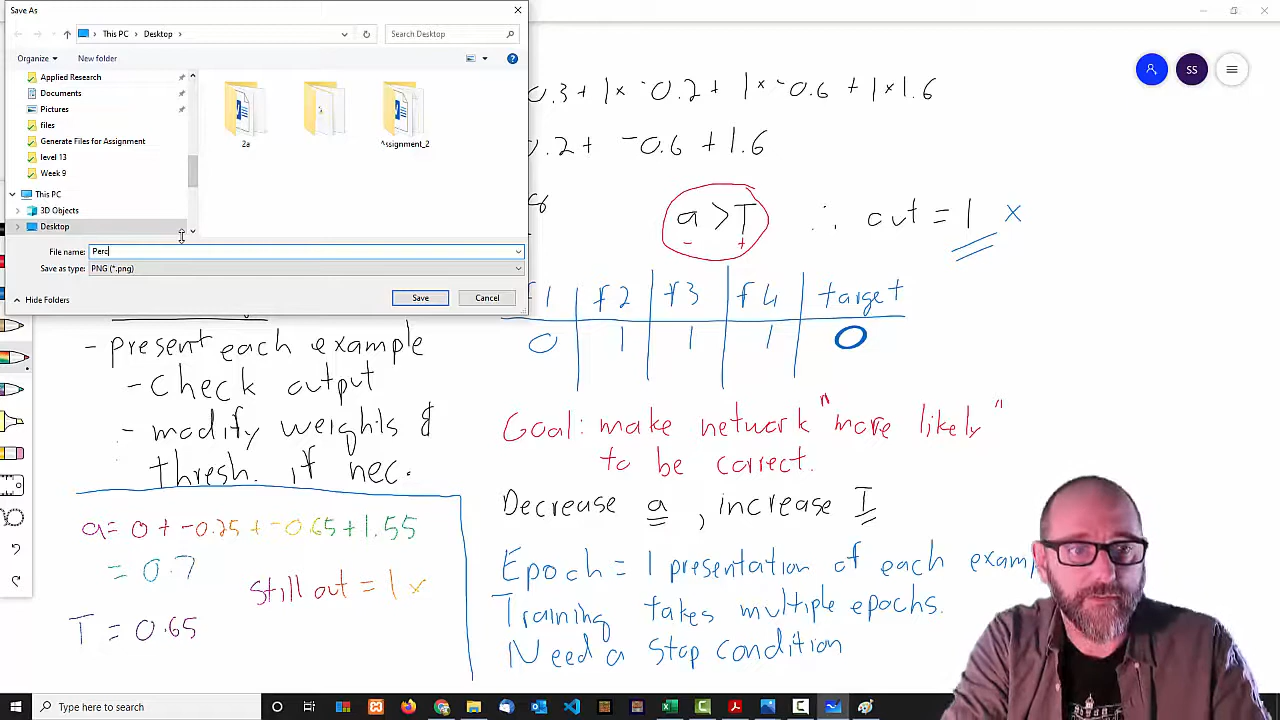 Save As
This PC > Desktop >
Search Desktop
Organize
New folder
Applied Research
Documents
Pictures
files
Generate Files for Assignment
level 13
Week 9
This PC
3D Objects
Desktop
2a
File name:
Perc
Save as type:
PNG (*.png)
Hide Folders
Save
Cancel
SS
0.3 + 1 x -0.2 + 1 x -0.6 + 1 x 1.6
0.2 + -0.6 + 1.6
a > T ∴ out = 1 x
- +
f2 f3 f4 target
0 1 1 1 0
- present each example
- check output
- modify weights &
thresh. if nec.
Goal: make network "more likely"
to be correct.
Decrease a, increase T
a = 0 + -0.25 + -0.65 + 1.55
= 0.7
still out = 1 x
T = 0.65
Epoch = 1 presentation of each
Training takes multiple epochs.
Need a stop condition
Type here to search